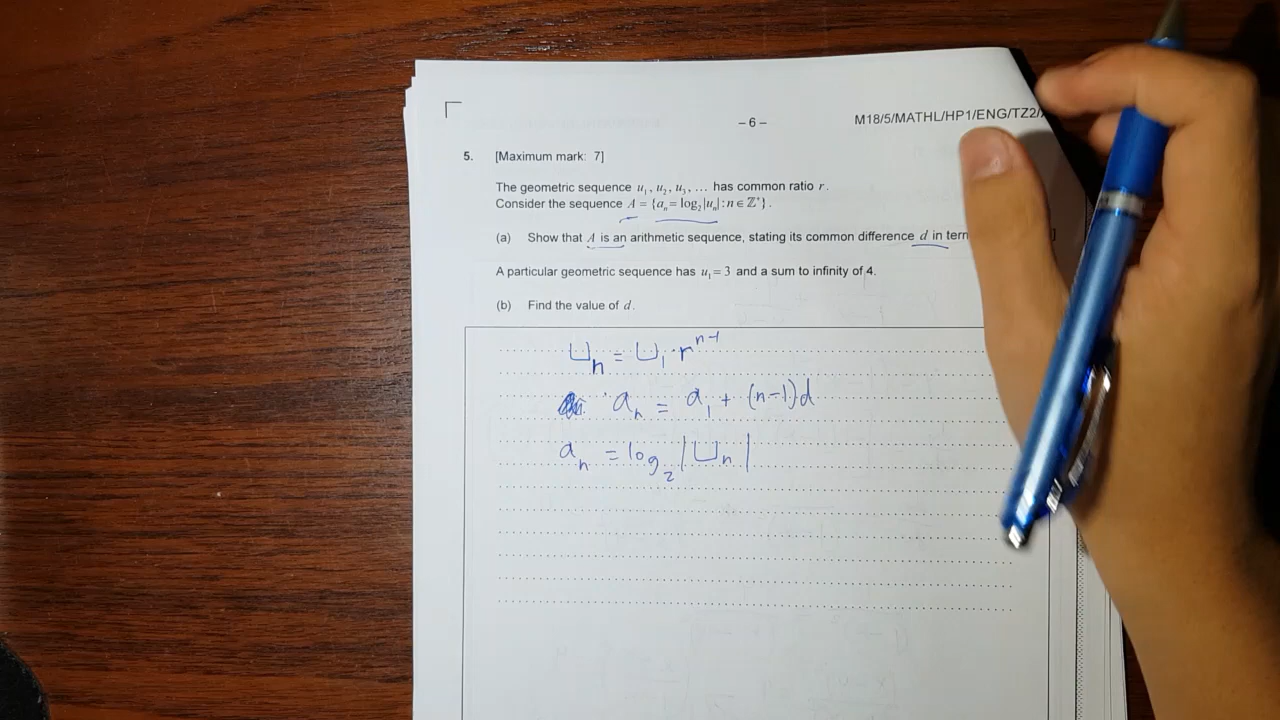 – 6 –
M18/5/MATHL/HP1/ENG/TZ2/
5. [Maximum mark: 7]
The geometric sequence u₁, u₂, u₃, … has common ratio r.
Consider the sequence A = {aₙ = log₂|uₙ| : n ∈ ℤ⁺}.
(a) Show that A is an arithmetic sequence, stating its common difference d in
A particular geometric sequence has u₁ = 3 and a sum to infinity of 4.
(b) Find the value of d.
Uₙ = U₁ · rⁿ⁻¹
aₙ = a₁ + (n-1)d
aₙ = log₂ |Uₙ|